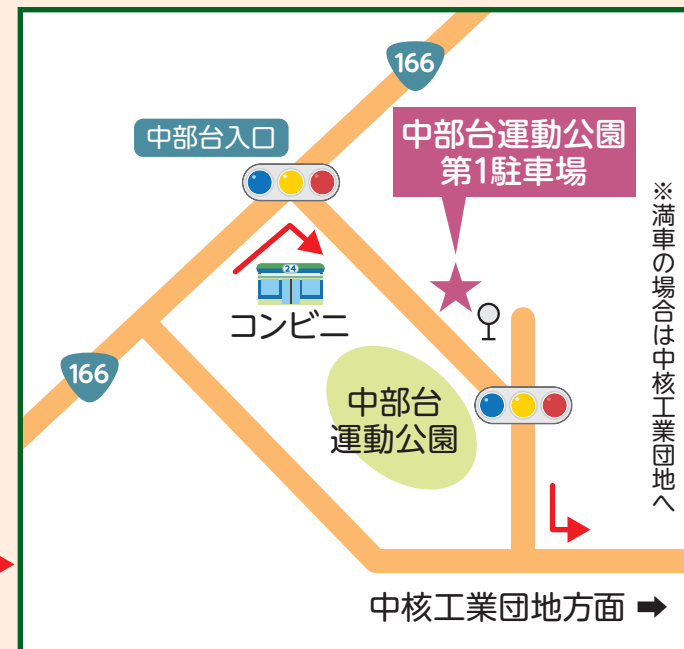 166
中部台入口
中部台運動公園
第1駐車場
※満車の場合は中核工業団地へ
24
コンビニ
166
中部台
運動公園
中核工業団地方面 ➡